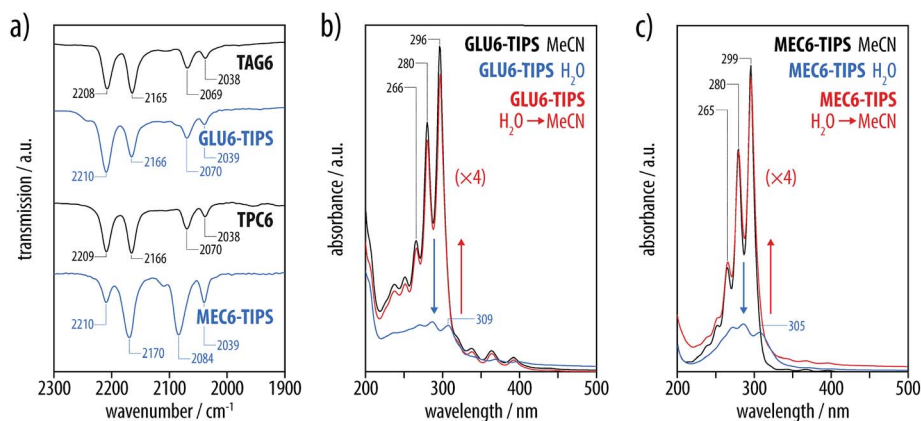 a)
TAG6
2208
2165
2069
2038
GLU6-TIPS
2210
2166
2070
2039
TPC6
2209
2166
2070
2038
MEC6-TIPS
2210
2170
2084
2039
transmission / a.u.
2300 2200 2100 2000 1900
wavenumber / cm⁻¹
b)
GLU6-TIPS MeCN
GLU6-TIPS H₂O
GLU6-TIPS
H₂O → MeCN
296
280
266
(×4)
309
absorbance / a.u.
200 300 400 500
wavelength / nm
c)
MEC6-TIPS MeCN
MEC6-TIPS H₂O
MEC6-TIPS
H₂O → MeCN
299
280
265
(×4)
305
absorbance / a.u.
200 300 400 500
wavelength / nm